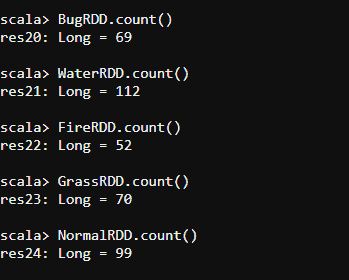 scala> BugRDD.count()
res20: Long = 69
scala> WaterRDD.count()
res21: Long = 112
scala> FireRDD.count()
res22: Long = 52
scala> GrassRDD.count()
res23: Long = 70
scala> NormalRDD.count()
res24: Long = 99